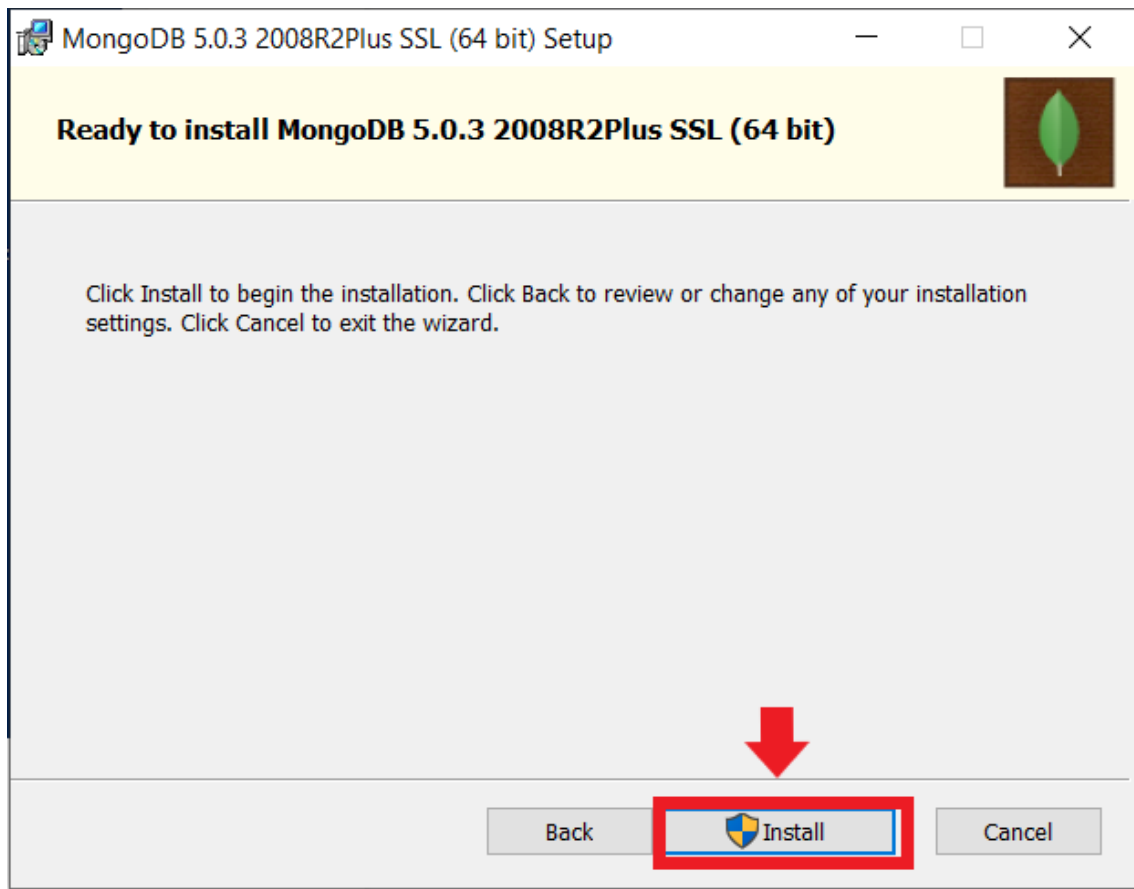 MongoDB 5.0.3 2008R2Plus SSL (64 bit) Setup
Ready to install MongoDB 5.0.3 2008R2Plus SSL (64 bit)
Click Install to begin the installation. Click Back to review or change any of your installation
settings. Click Cancel to exit the wizard.
Back
Install
Cancel